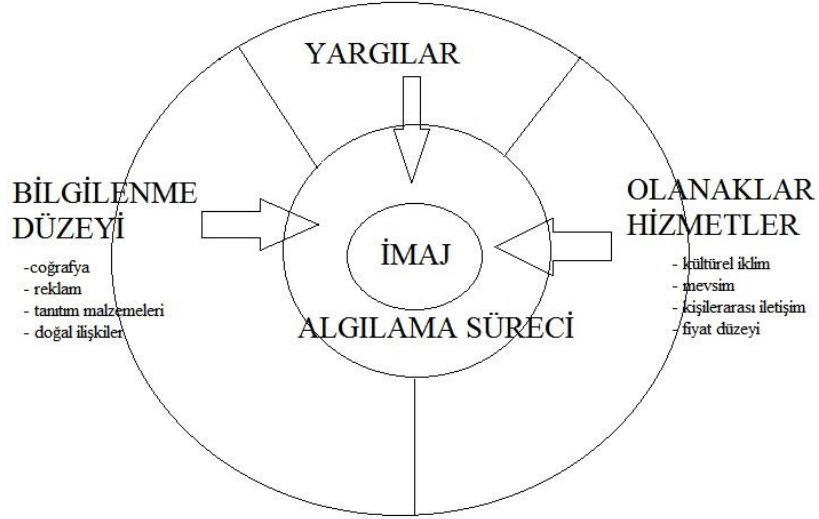 YARGILAR
BİLGİLENME
DÜZEYİ
-coğrafya
- reklam
- tanıtım malzemeleri
- doğal ilişkiler
İMAJ
ALGILAMA SÜRECİ
OLANAKLAR
HİZMETLER
- kültürel iklim
- mevsim
- kişilerarası iletişim
- fiyat düzeyi